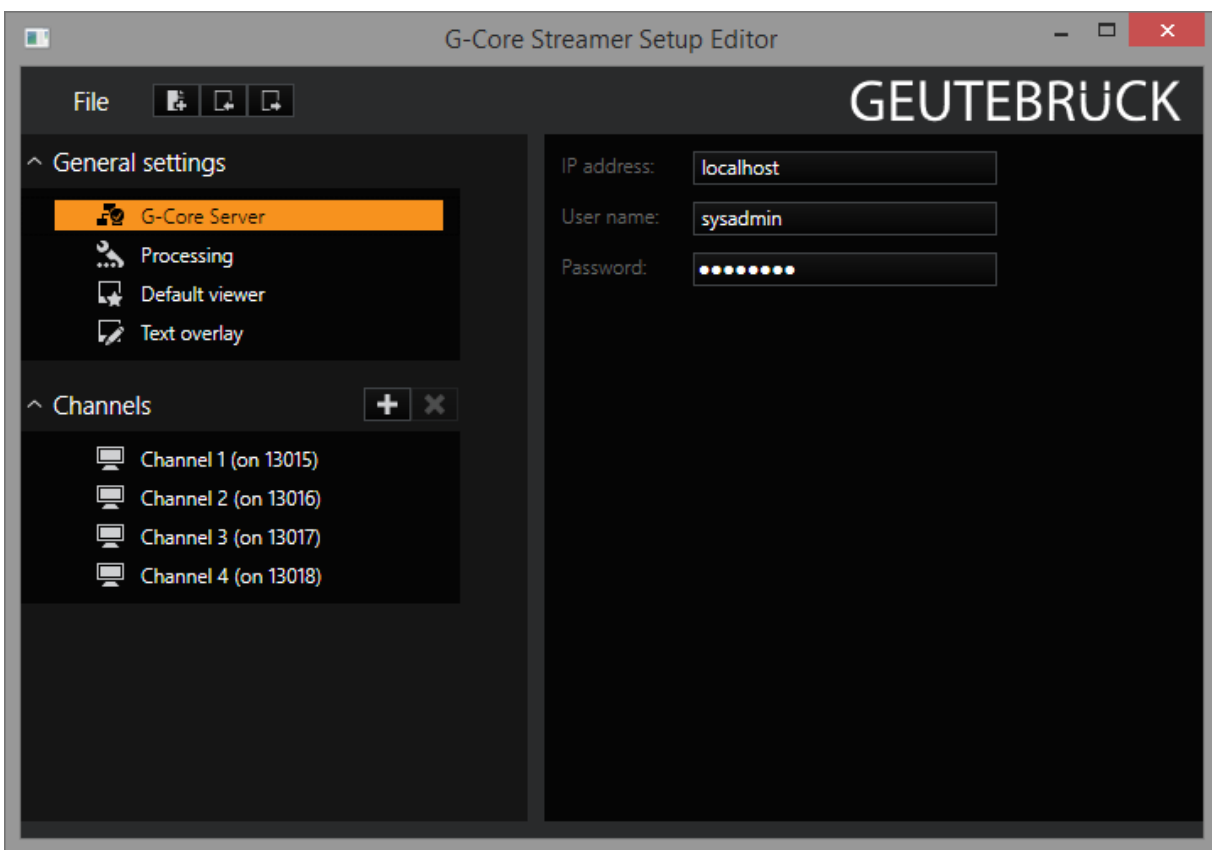 G-Core Streamer Setup Editor
File
GEUTEBRÜCK
General settings
G-Core Server
Processing
Default viewer
Text overlay
Channels
Channel 1 (on 13015)
Channel 2 (on 13016)
Channel 3 (on 13017)
Channel 4 (on 13018)
IP address: localhost
User name: sysadmin
Password: ●●●●●●●●